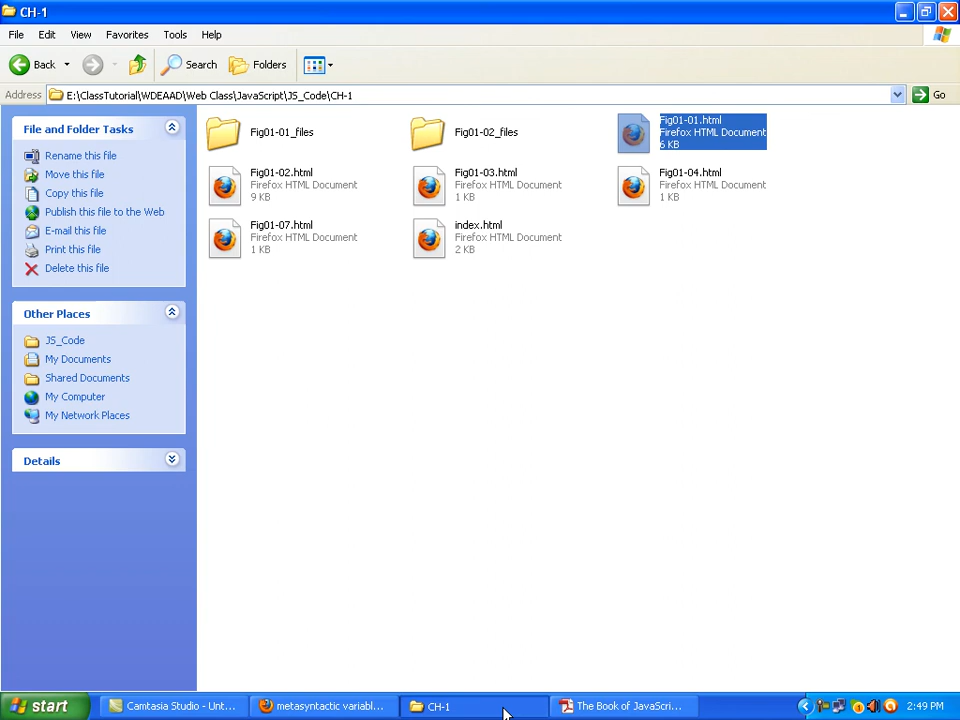 CH-1
File Edit View Favorites Tools Help
Back Search Folders
Address E:\ClassTutorial\WDEAAD\Web Class\JavaScript\JS_Code\CH-1 Go
File and Folder Tasks
Rename this file
Move this file
Copy this file
Publish this file to the Web
E-mail this file
Print this file
Delete this file
Other Places
JS_Code
My Documents
Shared Documents
My Computer
My Network Places
Details
Fig01-01_files
Fig01-02_files
Fig01-01.html
Firefox HTML Document
6 KB
Fig01-02.html
Firefox HTML Document
9 KB
Fig01-03.html
Firefox HTML Document
1 KB
Fig01-04.html
Firefox HTML Document
1 KB
Fig01-07.html
Firefox HTML Document
1 KB
index.html
Firefox HTML Document
2 KB
start Camtasia Studio - Unt... metasyntactic variabl... CH-1 The Book of JavaScri... 2:49 PM